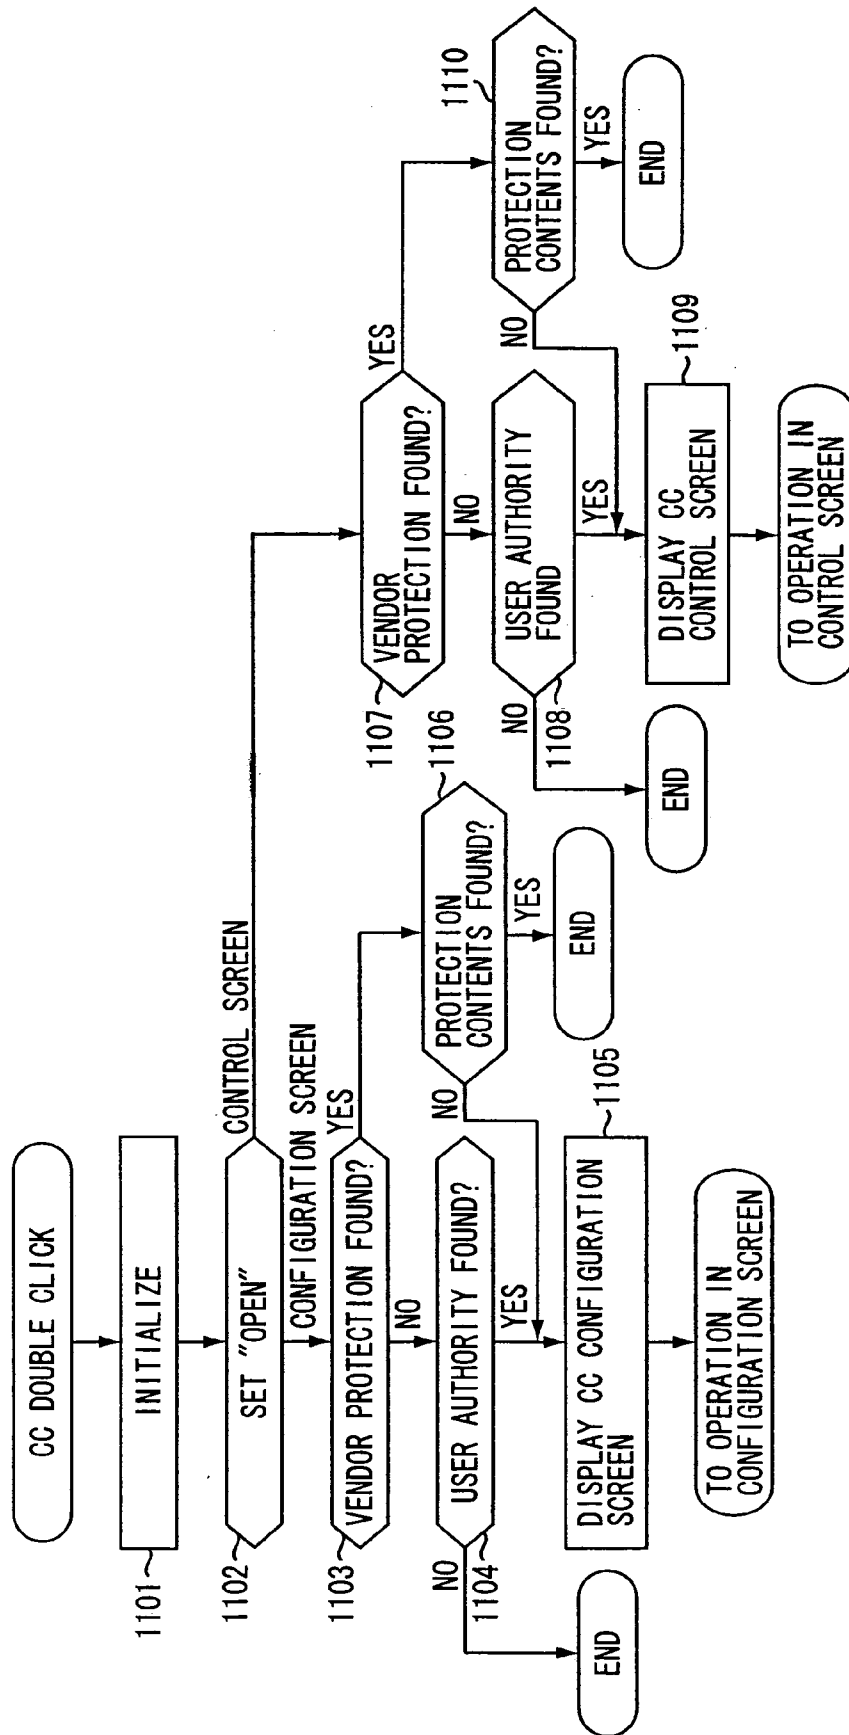 CC DOUBLE CLICK
INITIALIZE
1101
SET "OPEN"
1102
CONTROL SCREEN
CONFIGURATION SCREEN
VENDOR PROTECTION FOUND?
1103
YES
NO
USER AUTHORITY FOUND?
1104
NO
YES
END
PROTECTION
CONTENTS FOUND?
1106
NO
YES
END
DISPLAY CC CONFIGURATION
SCREEN
1105
TO OPERATION IN
CONFIGURATION SCREEN
VENDOR
PROTECTION FOUND?
1107
YES
NO
USER AUTHORITY
FOUND
1108
NO
YES
END
PROTECTION
CONTENTS FOUND?
1110
NO
YES
END
DISPLAY CC
CONTROL SCREEN
1109
TO OPERATION IN
CONTROL SCREEN